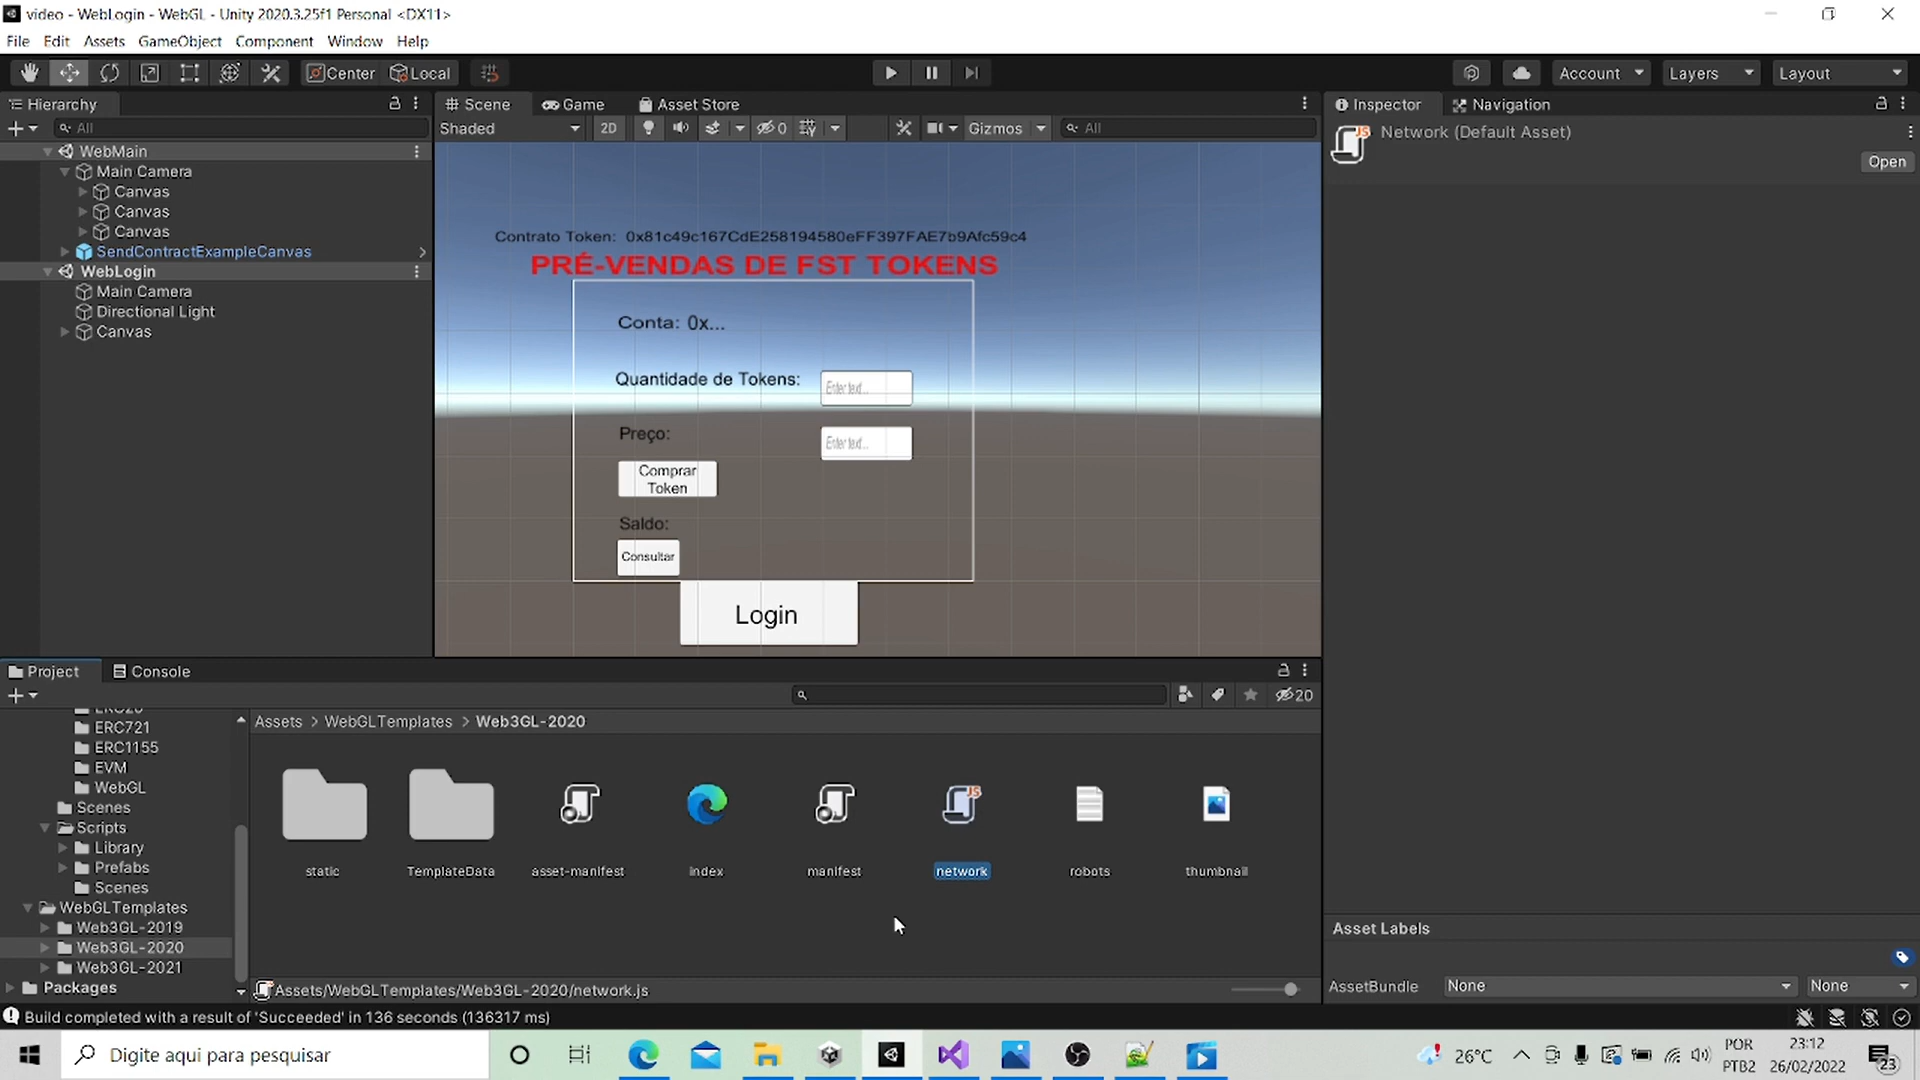 video - WebLogin - WebGL - Unity 2020.3.25f1 Personal <DX11>
File Edit Assets GameObject Component Window Help
Center Local
Account Layers Layout
Hierarchy
All
WebMain
Main Camera
Canvas
Canvas
Canvas
SendContractExampleCanvas
WebLogin
Main Camera
Directional Light
Canvas
Scene Game Asset Store
Shaded 2D 0 Gizmos All
Contrato Token: 0x81c49c167CdE258194580eFF397FAE7b9Afc59c4
PRÉ-VENDAS DE FST TOKENS
Conta: 0x...
Quantidade de Tokens: Enter text...
Preço: Enter text...
Comprar
Token
Saldo:
Consultar
Login
Inspector Navigation
Network (Default Asset)
Open
Project Console
20
ERC721
ERC1155
EVM
WebGL
Scenes
Scripts
Library
Prefabs
Scenes
WebGLTemplates
Web3GL-2019
Web3GL-2020
Web3GL-2021
Packages
Assets > WebGLTemplates > Web3GL-2020
static TemplateData asset-manifest index manifest network robots thumbnail
Assets/WebGLTemplates/Web3GL-2020/network.js
Asset Labels
AssetBundle None None
Build completed with a result of 'Succeeded' in 136 seconds (136317 ms)
Digite aqui para pesquisar
26°C
POR
PTB2
23:12
26/02/2022
23